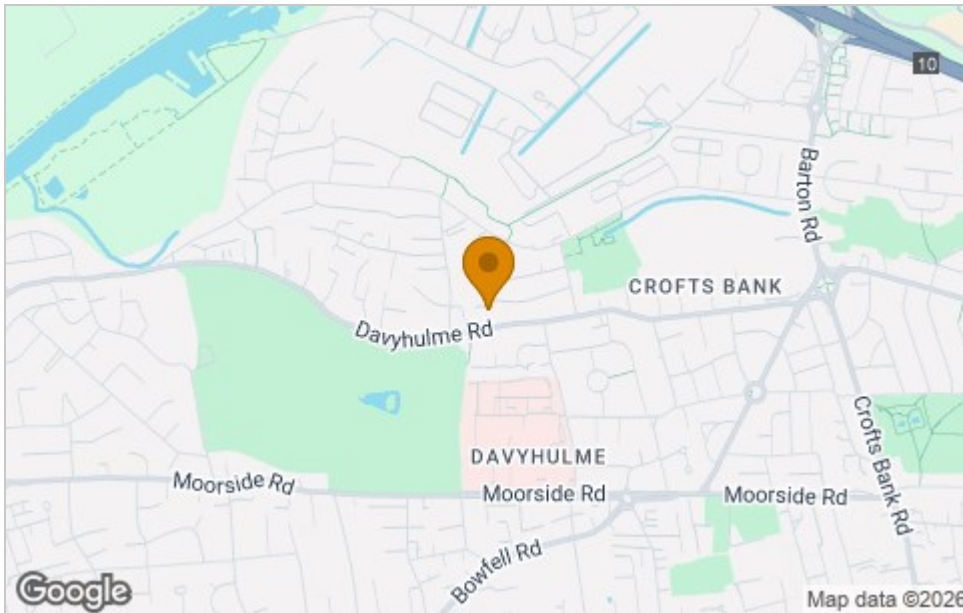 10
Barton Rd
CROFTS BANK
Davyhulme Rd
DAVYHULME
Moorside Rd
Moorside Rd
Moorside Rd
Crofts Bank Rd
Bowfell Rd
Google
Map data ©2026